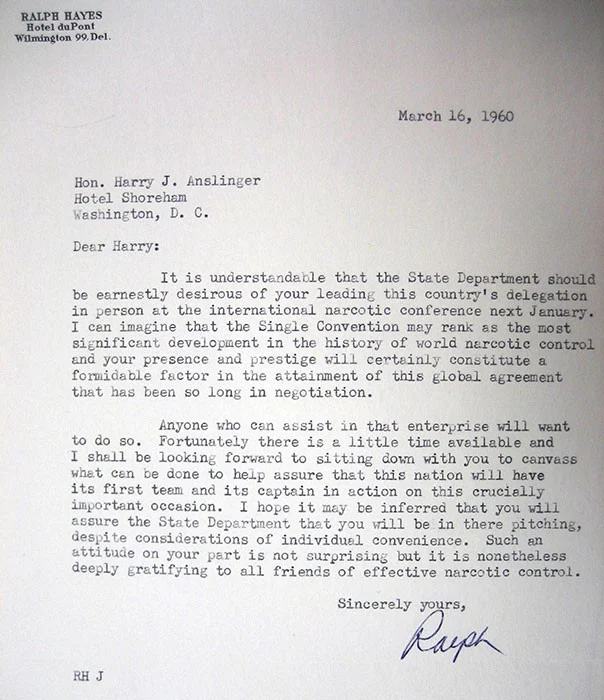 RALPH HAYES
Hotel duPont
Wilmington 99, Del.
March 16, 1960
Hon. Harry J. Anslinger
Hotel Shoreham
Washington, D. C.
Dear Harry:
It is understandable that the State Department should
be earnestly desirous of your leading this country's delegation
in person at the international narcotic conference next January.
I can imagine that the Single Convention may rank as the most
significant development in the history of world narcotic control
and your presence and prestige will certainly constitute a
formidable factor in the attainment of this global agreement
that has been so long in negotiation.
Anyone who can assist in that enterprise will want
to do so. Fortunately there is a little time available and
I shall be looking forward to sitting down with you to canvass
what can be done to help assure that this nation will have
its first team and its captain in action on this crucially
important occasion. I hope it may be inferred that you will
assure the State Department that you will be in there pitching,
despite considerations of individual convenience. Such an
attitude on your part is not surprising but it is nonetheless
deeply gratifying to all friends of effective narcotic control.
Sincerely yours,
Ralph
RH J